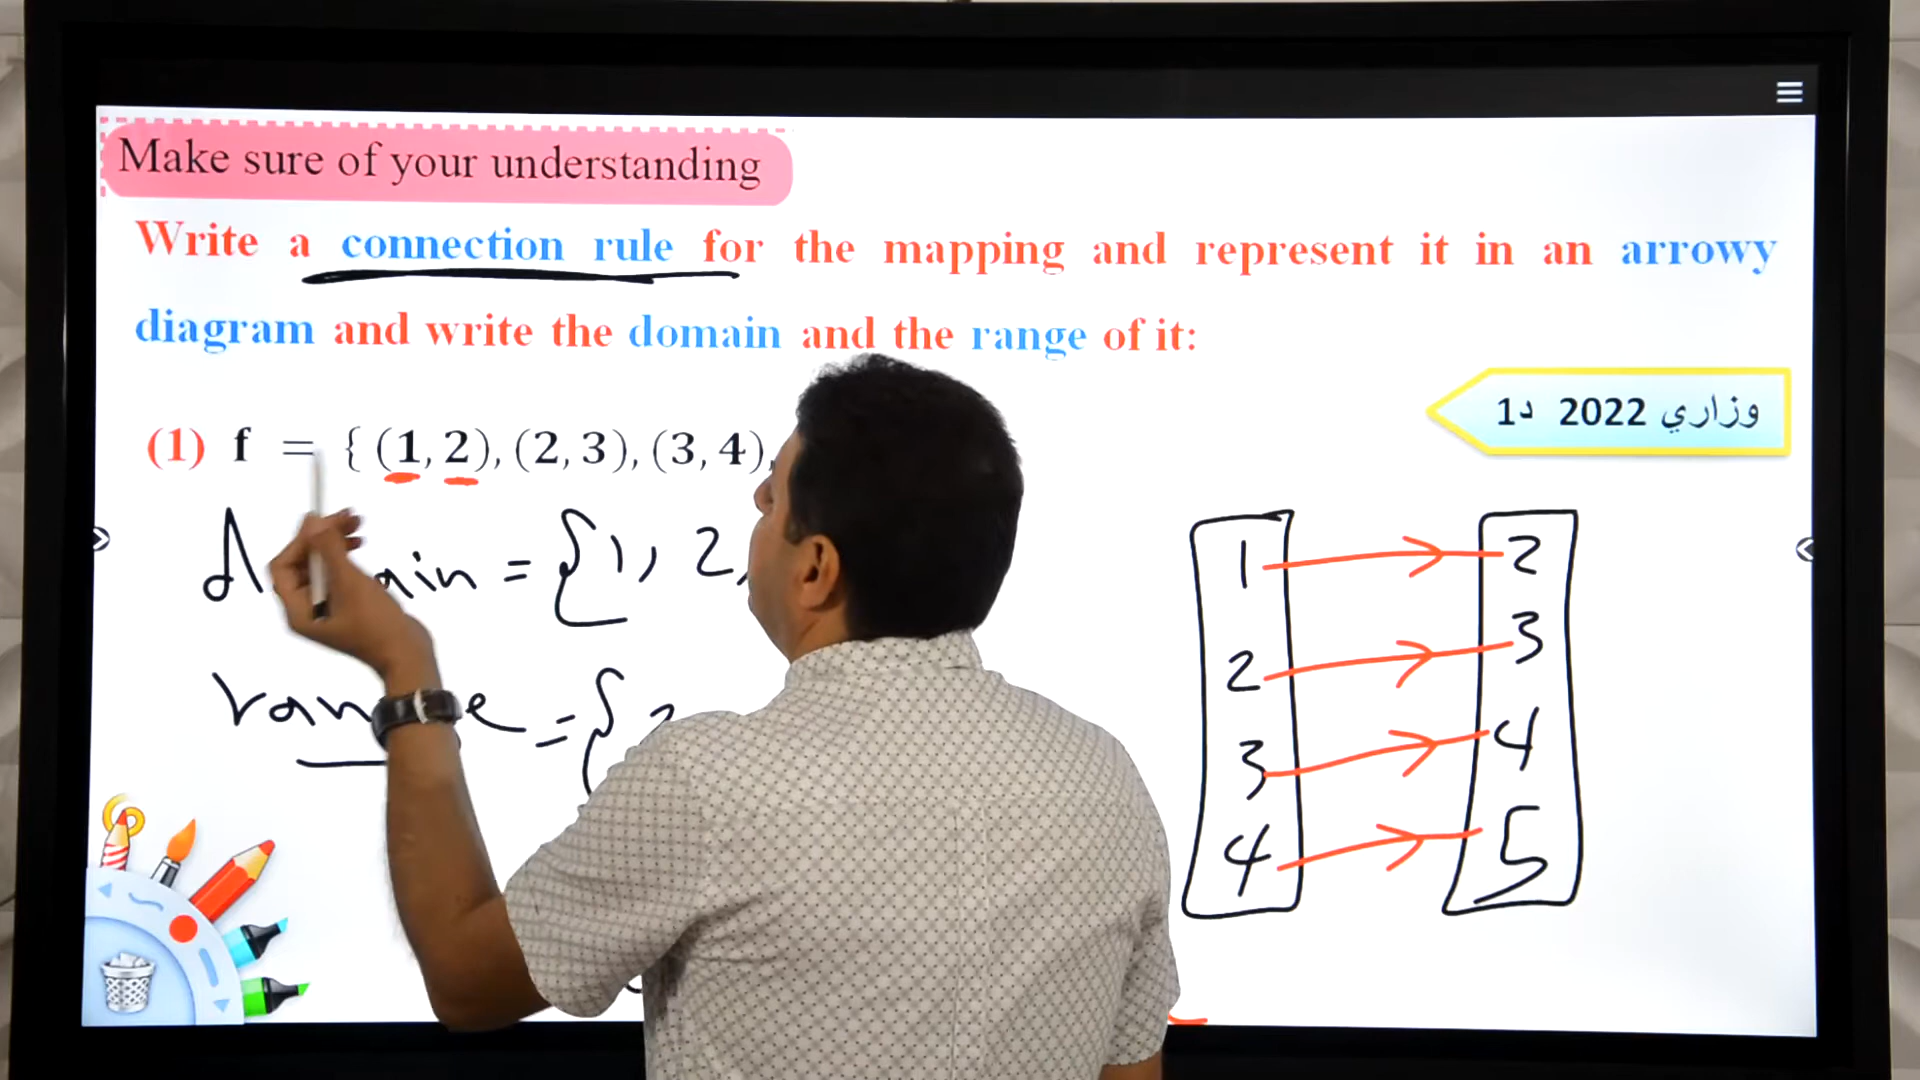 Make sure of your understanding
Write a connection rule for the mapping and represent it in an arrowy
diagram and write the domain and the range of it:
وزاري 2022 د1
(1) f = { (1, 2), (2, 3), (3, 4),
= {1, 2,
= {
1 2
2 3
3 4
4 5